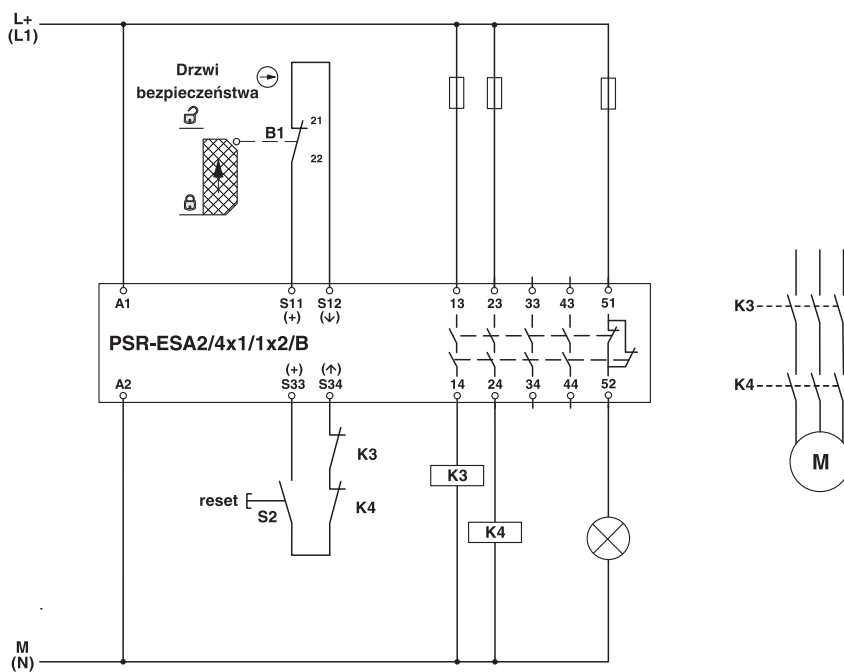 L+
(L1)
Drzwi
bezpieczeństwa
B1
21
22
A1
S11
(+)
S12
(↓)
13
23
33
43
51
PSR-ESA2/4x1/1x2/B
A2
(+)
S33
(↑)
S34
14
24
34
44
52
K3
K4
reset
S2
K3
K4
K3
K4
M
M
(N)